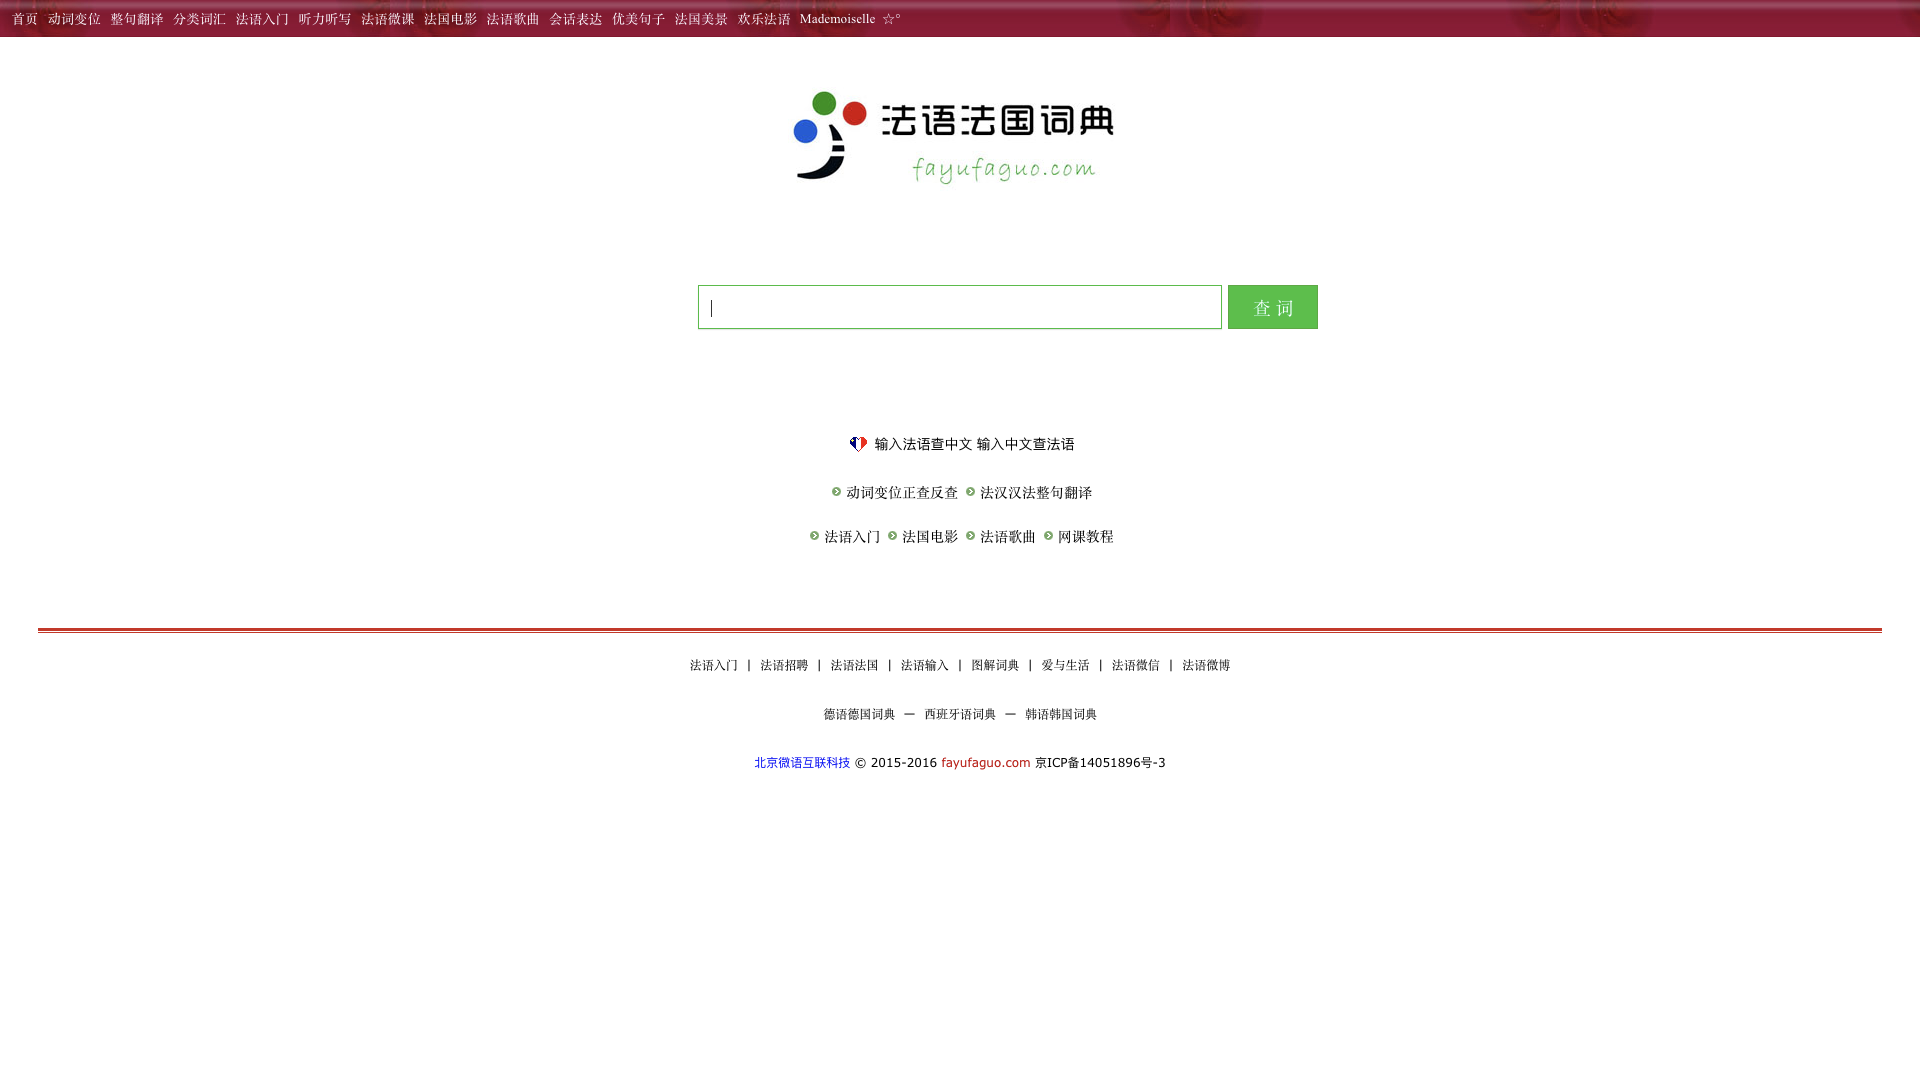 首页 动词变位 整句翻译 分类词汇 法语入门 听力听写 法语微课 法国电影 法语歌曲 会话表达 优美句子 法国美景 欢乐法语 Mademoiselle ☆°
法语法国词典
fayufaguo.com
查 词
输入法语查中文 输入中文查法语
动词变位正查反查 法汉汉法整句翻译
法语入门 法国电影 法语歌曲 网课教程
法语入门 | 法语招聘 | 法语法国 | 法语输入 | 图解词典 | 爱与生活 | 法语微信 | 法语微博
德语德国词典 — 西班牙语词典 — 韩语韩国词典
北京微语互联科技 © 2015-2016 fayufaguo.com 京ICP备14051896号-3